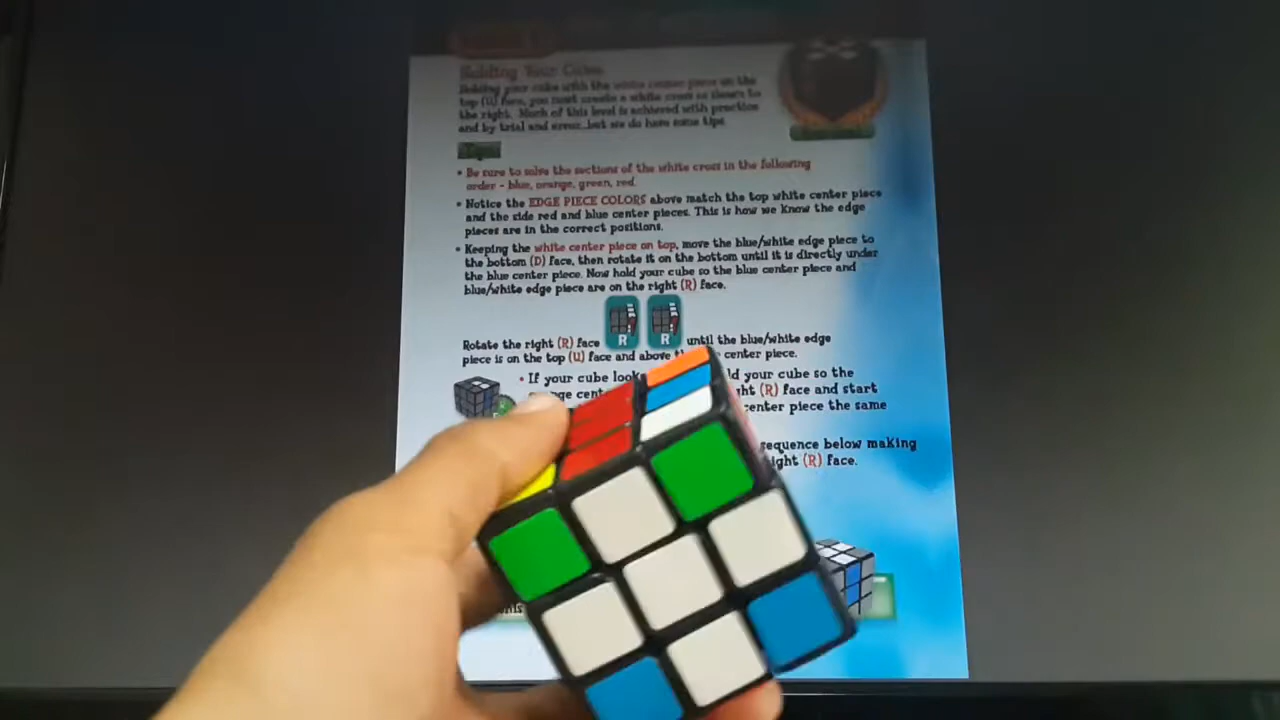 Holding Your Cube
Holding your cube with the white center piece on the
top (U) face, you must create a white cross as shown to
the right. Much of this level is achieved with practice
and by trial and error...but we do have some tips
• Be sure to solve the sections of the white cross in the following
order - blue, orange, green, red.
• Notice the EDGE PIECE COLORS above match the top white center piece
and the side red and blue center pieces. This is how we know the edge
pieces are in the correct positions.
• Keeping the white center piece on top, move the blue/white edge piece to
the bottom (D) face, then rotate it on the bottom until it is directly under
the blue center piece. Now hold your cube so the blue center piece and
blue/white edge piece are on the right (R) face.
R R
Rotate the right (R) face until the blue/white edge
piece is on the top (U) face and above center piece.
• If your cube your cube so the
(R) face and start
center piece the same
sequence below making
(R) face.